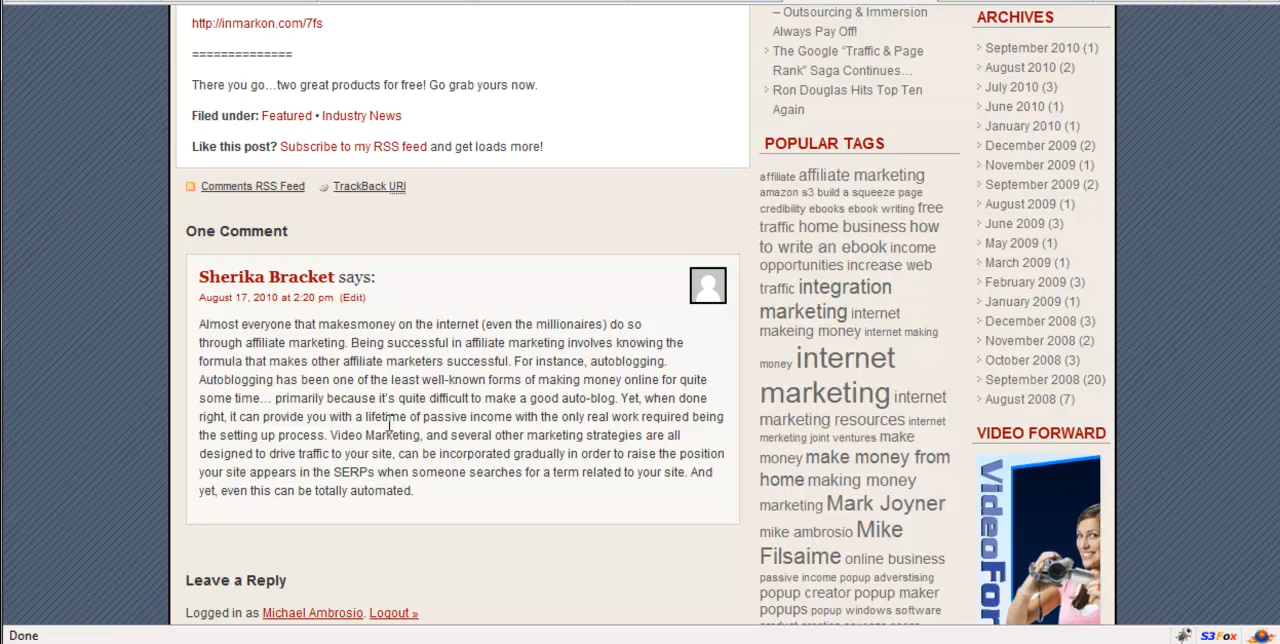 http://inmarkon.com/7fs
==============
There you go…two great products for free! Go grab yours now.
Filed under: Featured • Industry News
Like this post? Subscribe to my RSS feed and get loads more!
Comments RSS Feed TrackBack URI
One Comment
Sherika Bracket says:
August 17, 2010 at 2:20 pm (Edit)
Almost everyone that makesmoney on the internet (even the millionaires) do so
through affiliate marketing. Being successful in affiliate marketing involves knowing the
formula that makes other affiliate marketers successful. For instance, autoblogging.
Autoblogging has been one of the least well-known forms of making money online for quite
some time… primarily because it's quite difficult to make a good auto-blog. Yet, when done
right, it can provide you with a lifetime of passive income with the only real work required being
the setting up process. Video Marketing, and several other marketing strategies are all
designed to drive traffic to your site, can be incorporated gradually in order to raise the position
your site appears in the SERPs when someone searches for a term related to your site. And
yet, even this can be totally automated.
Leave a Reply
Logged in as Michael Ambrosio. Logout »
– Outsourcing & Immersion
Always Pay Off!
The Google “Traffic & Page
Rank” Saga Continues…
Ron Douglas Hits Top Ten
Again
POPULAR TAGS
affiliate affiliate marketing
amazon s3 build a squeeze page
credibility ebooks ebook writing free
traffic home business how
to write an ebook income
opportunities increase web
traffic integration
marketing internet
makeing money internet making
money internet
marketing internet
marketing resources internet
merketing joint ventures make
money make money from
home making money
marketing Mark Joyner
mike ambrosio Mike
Filsaime online business
passive income popup adverstising
popup creator popup maker
popups popup windows software
ARCHIVES
September 2010 (1)
August 2010 (2)
July 2010 (3)
June 2010 (1)
January 2010 (1)
December 2009 (2)
November 2009 (1)
September 2009 (2)
August 2009 (1)
June 2009 (3)
May 2009 (1)
March 2009 (1)
February 2009 (3)
January 2009 (1)
December 2008 (3)
November 2008 (2)
October 2008 (3)
September 2008 (20)
August 2008 (7)
VIDEO FORWARD
VideoFor
Done
S3Fox